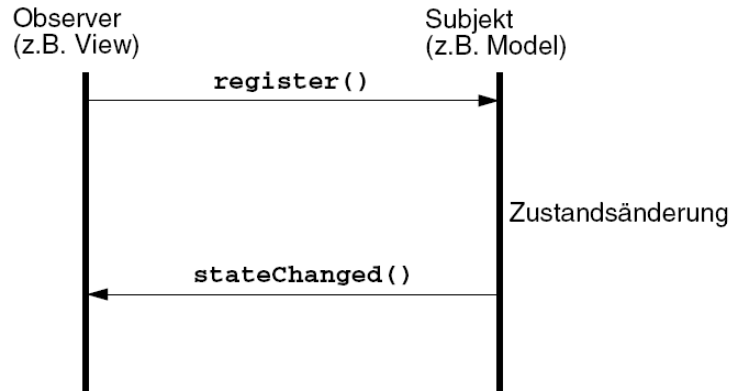 Observer
(z.B. View)
Subjekt
(z.B. Model)
register()
Zustandsänderung
stateChanged()